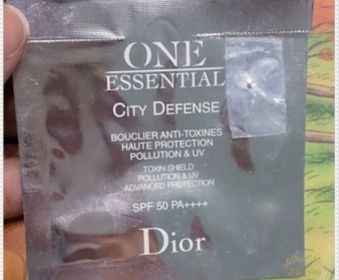 ONE
ESSENTIAL
CITY DEFENSE
BOUCLIER ANTI-TOXINES
HAUTE PROTECTION
POLLUTION & UV
TOXIN SHIELD
POLLUTION & UV
ADVANCED PROTECTION
SPF 50 PA++++
Dior